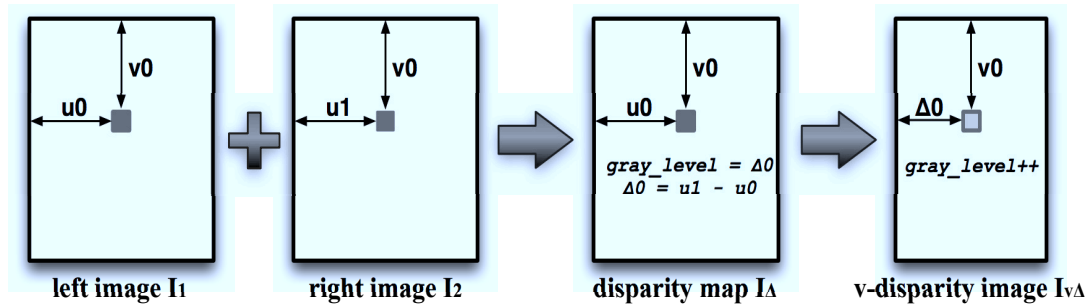 v0
v0
v0
v0
u0
u1
u0
Δ0
gray_level = Δ0
Δ0 = u1 - u0
gray_level++
left image I1
right image I2
disparity map IΔ
v-disparity image IvΔ